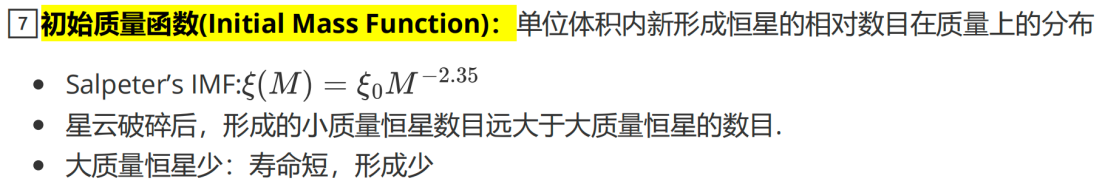 7 初始质量函数(Initial Mass Function)：单位体积内新形成恒星的相对数目在质量上的分布
• Salpeter’s IMF:ξ(M) = ξ₀M⁻²·³⁵
• 星云破碎后，形成的小质量恒星数目远大于大质量恒星的数目.
• 大质量恒星少：寿命短，形成少